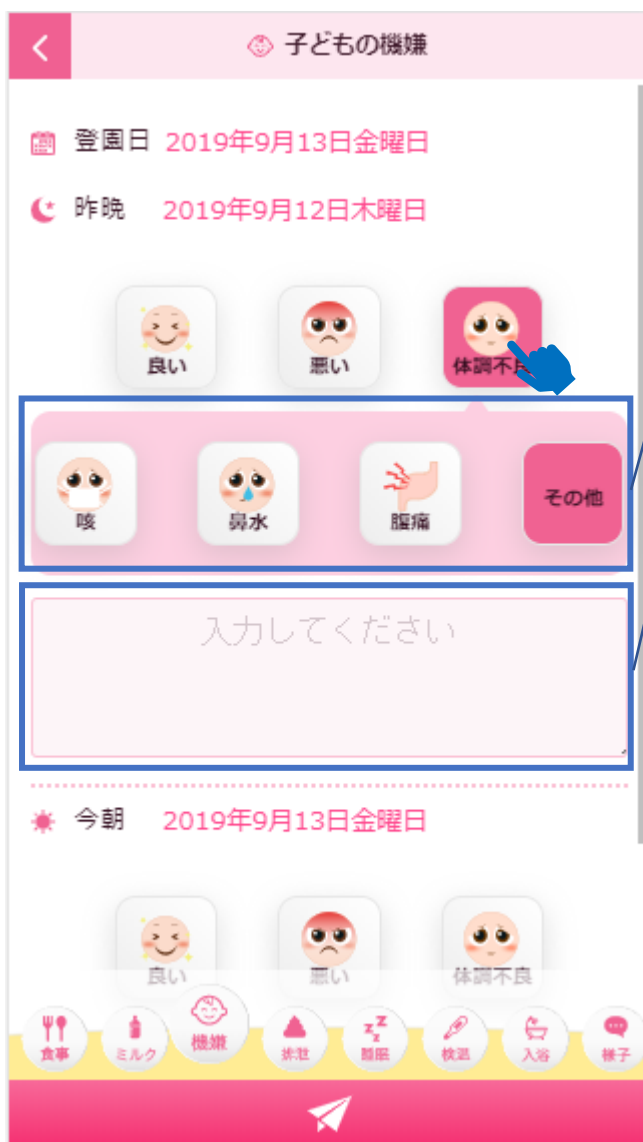 子どもの機嫌
登園日 2019年9月13日金曜日
昨晩 2019年9月12日木曜日
良い 悪い 体調不良
咳 鼻水 腹痛 その他
入力してください
今朝 2019年9月13日金曜日
良い 悪い 体調不良
食事 ミルク 機嫌 排泄 睡眠 検温 入浴 様子